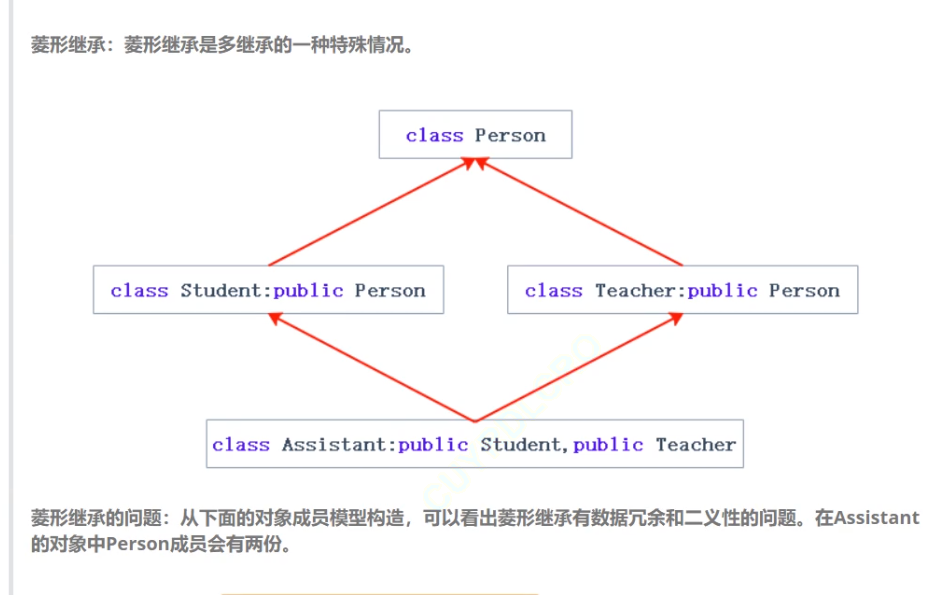 菱形继承：菱形继承是多继承的一种特殊情况。
class Person
class Student:public Person
class Teacher:public Person
class Assistant:public Student,public Teacher
菱形继承的问题：从下面的对象成员模型构造，可以看出菱形继承有数据冗余和二义性的问题。在Assistant
的对象中Person成员会有两份。